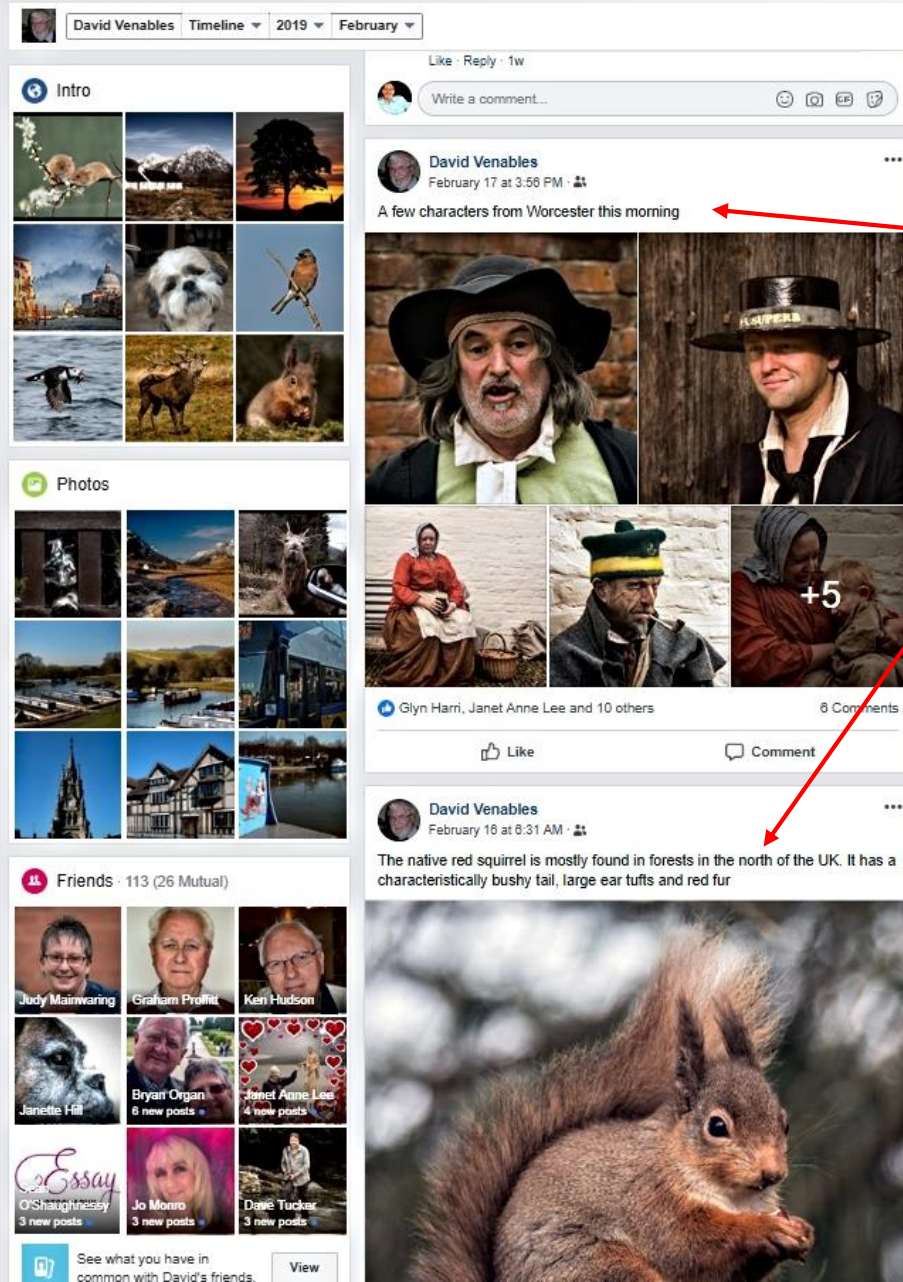 David Venables Timeline 2019 February
Intro
Photos
Friends · 113 (26 Mutual)
Judy Mainwaring
Graham Proffitt
Ken Hudson
Janette Hill
Bryan Organ
6 new posts
Janet Anne Lee
4 new posts
Essay
O'Shaughnessy
3 new posts
Jo Monro
3 new posts
Dave Tucker
3 new posts
See what you have in
common with David's friends.
View
Like · Reply · 1w
Write a comment...
GIF
David Venables
February 17 at 3:56 PM ·
A few characters from Worcester this morning
SUPERB
+5
Glyn Harri, Janet Anne Lee and 10 others
6 Comments
Like
Comment
David Venables
February 16 at 6:31 AM ·
The native red squirrel is mostly found in forests in the north of the UK. It has a
characteristically bushy tail, large ear tufts and red fur